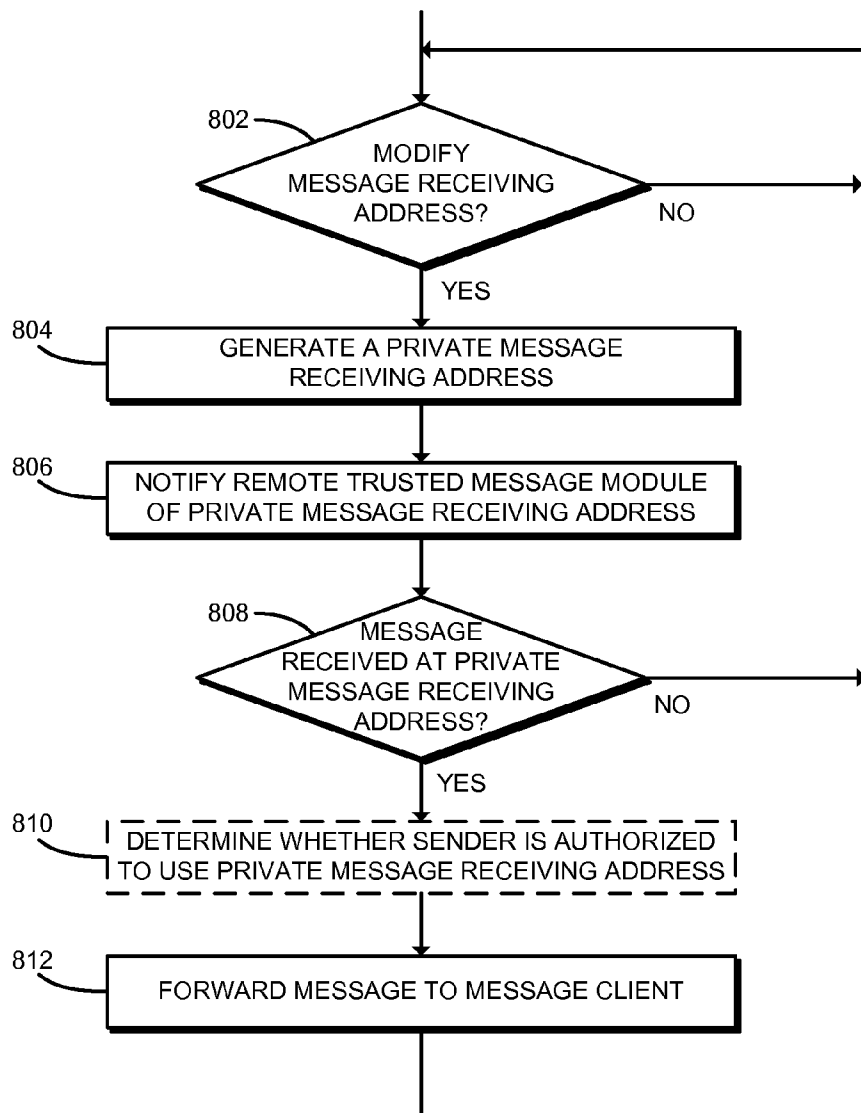 802
MODIFY
MESSAGE RECEIVING
ADDRESS?
NO
YES
804
GENERATE A PRIVATE MESSAGE
RECEIVING ADDRESS
806
NOTIFY REMOTE TRUSTED MESSAGE MODULE
OF PRIVATE MESSAGE RECEIVING ADDRESS
808
MESSAGE
RECEIVED AT PRIVATE
MESSAGE RECEIVING
ADDRESS?
NO
YES
810
DETERMINE WHETHER SENDER IS AUTHORIZED
TO USE PRIVATE MESSAGE RECEIVING ADDRESS
812
FORWARD MESSAGE TO MESSAGE CLIENT